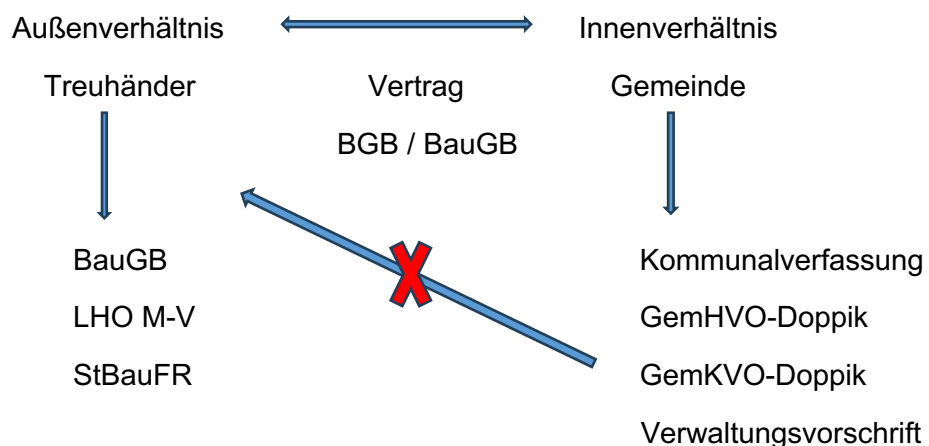 Außenverhältnis Innenverhältnis
Treuhänder Vertrag Gemeinde
BGB / BauGB
BauGB Kommunalverfassung
LHO M-V GemHVO-Doppik
StBauFR GemKVO-Doppik
Verwaltungsvorschrift